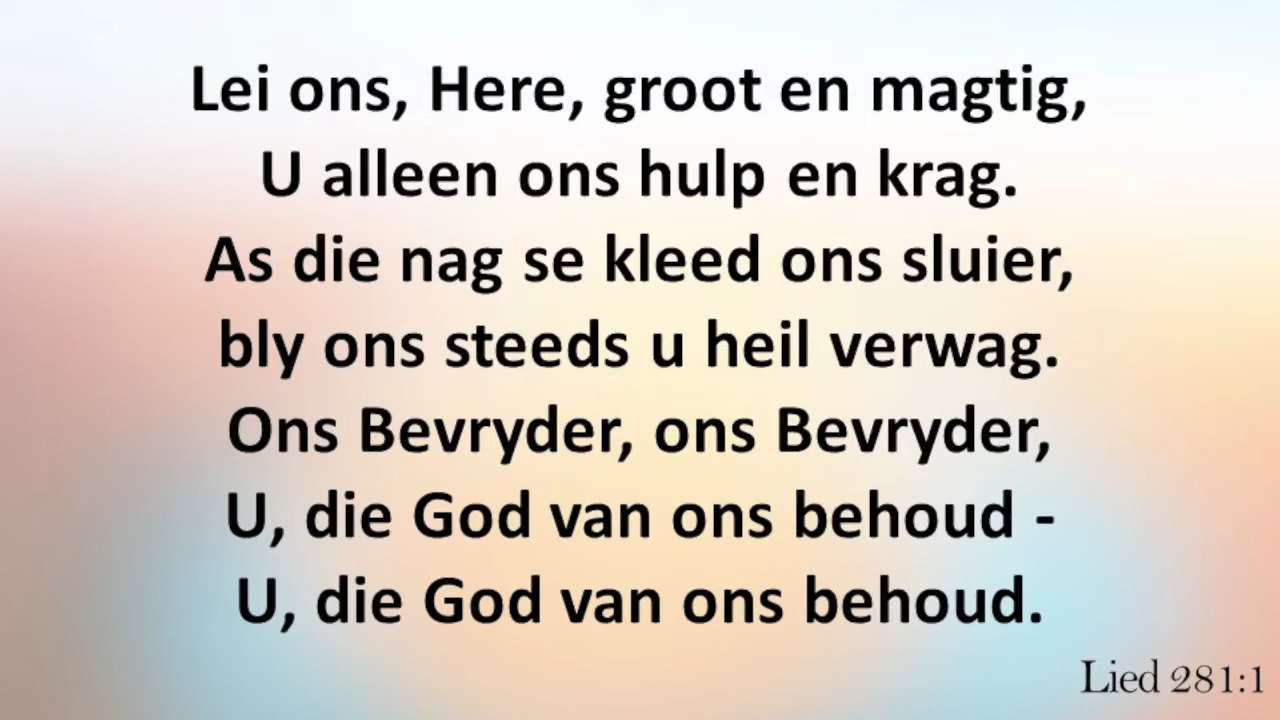 Lei ons, Here, groot en magtig,
U alleen ons hulp en krag.
As die nag se kleed ons sluier,
bly ons steeds u heil verwag.
Ons Bevryder, ons Bevryder,
U, die God van ons behoud -
U, die God van ons behoud.
Lied 281:1